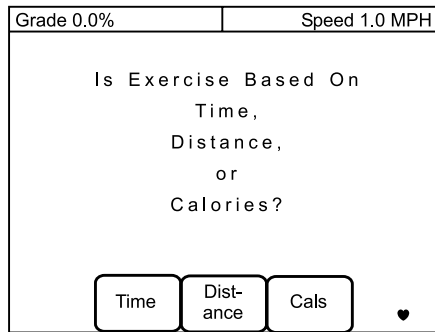 Grade 0.0% Speed 1.0 MPH
Is Exercise Based On
Time,
Distance,
or
Calories?
Time
Dist-
ance
Cals